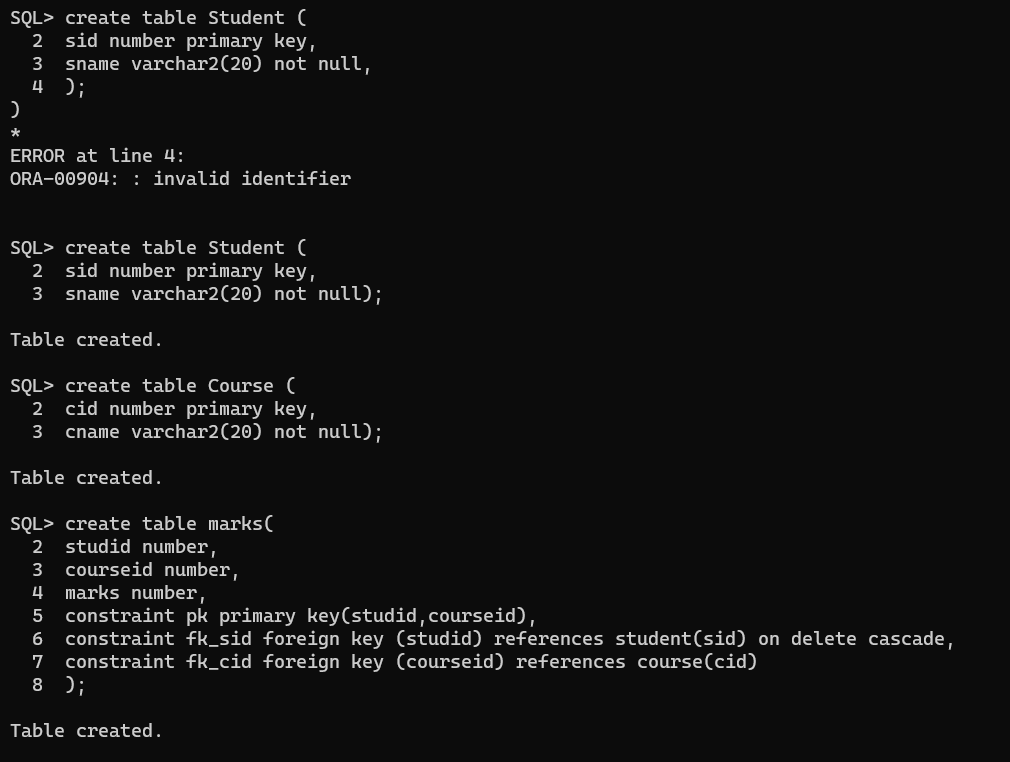 SQL> create table Student (
  2  sid number primary key,
  3  sname varchar2(20) not null,
  4  );
)
*
ERROR at line 4:
ORA-00904: : invalid identifier
SQL> create table Student (
  2  sid number primary key,
  3  sname varchar2(20) not null);
Table created.
SQL> create table Course (
  2  cid number primary key,
  3  cname varchar2(20) not null);
Table created.
SQL> create table marks(
  2  studid number,
  3  courseid number,
  4  marks number,
  5  constraint pk primary key(studid,courseid),
  6  constraint fk_sid foreign key (studid) references student(sid) on delete cascade,
  7  constraint fk_cid foreign key (courseid) references course(cid)
  8  );
Table created.